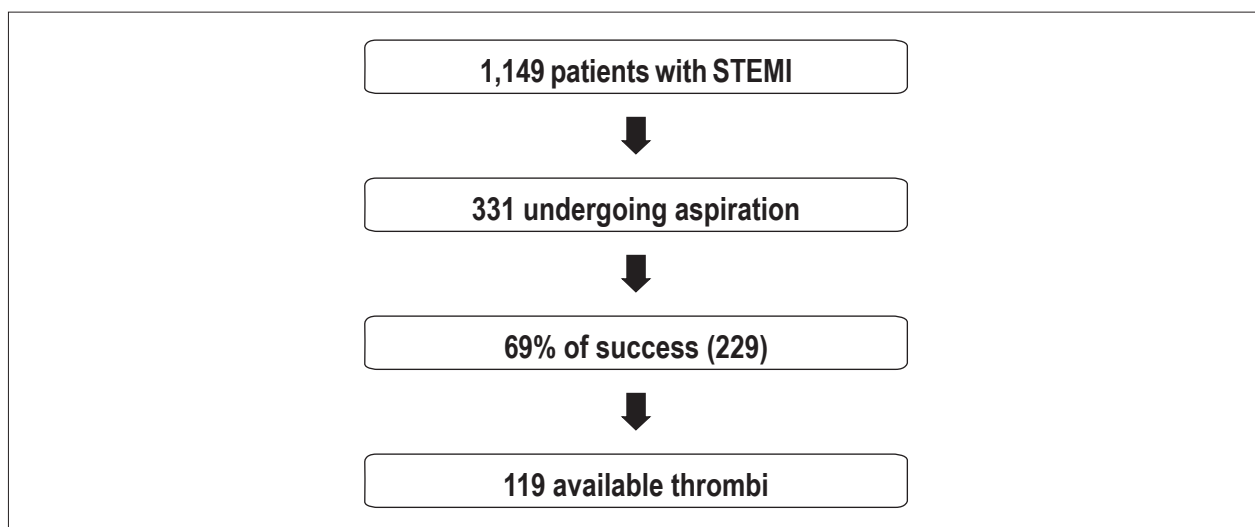 1,149 patients with STEMI
331 undergoing aspiration
69% of success (229)
119 available thrombi